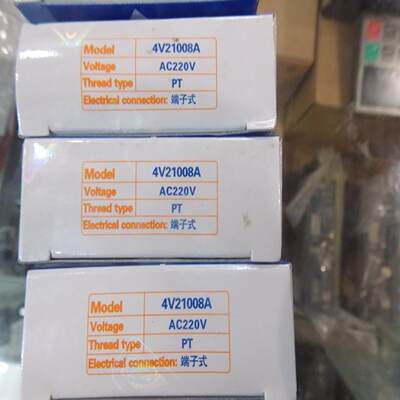 Model 4V21008A
Voltage AC220V
Thread type PT
Electrical connection: 端子式
Model 4V21008A
Voltage AC220V
Thread type PT
Electrical connection: 端子式
Model 4V21008A
Voltage AC220V
Thread type PT
Electrical connection: 端子式